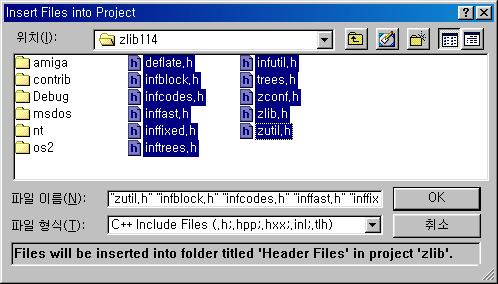 Insert Files into Project
위치(I):
zlib114
amiga
contrib
Debug
msdos
nt
os2
deflate,h
infblock,h
infcodes,h
inffast,h
inffixed,h
inftrees,h
infutil,h
trees,h
zconf,h
zlib,h
zutil,h
파일 이름(N):
"zutil,h" "infblock,h" "infcodes,h" "inffast,h" "inffix
OK
파일 형식(T):
C++ Include Files (,h;,hpp;,hxx;,inl;,tlh)
취소
Files will be inserted into folder titled 'Header Files' in project 'zlib'.